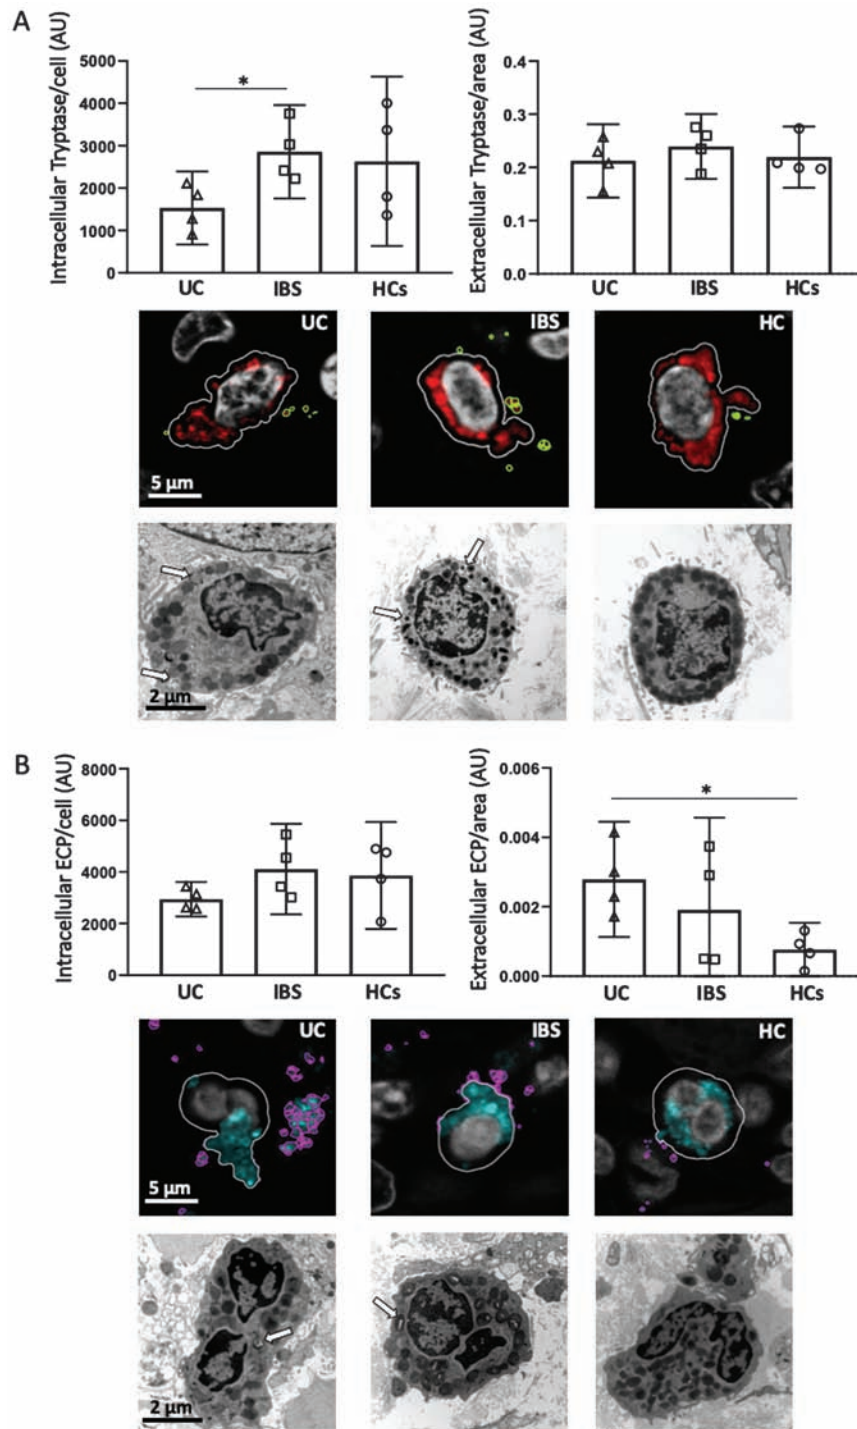 A
Intracellular Tryptase/cell (AU)
5000
4000
3000
2000
1000
0
*
UC IBS HCs
Extracellular Tryptase/area (AU)
0.4
0.3
0.2
0.1
0.0
UC IBS HCs
UC
5 µm
IBS
HC
2 µm
B
Intracellular ECP/cell (AU)
8000
6000
4000
2000
0
UC IBS HCs
Extracellular ECP/area (AU)
0.006
0.004
0.002
0.000
*
UC IBS HCs
UC
5 µm
IBS
HC
2 µm